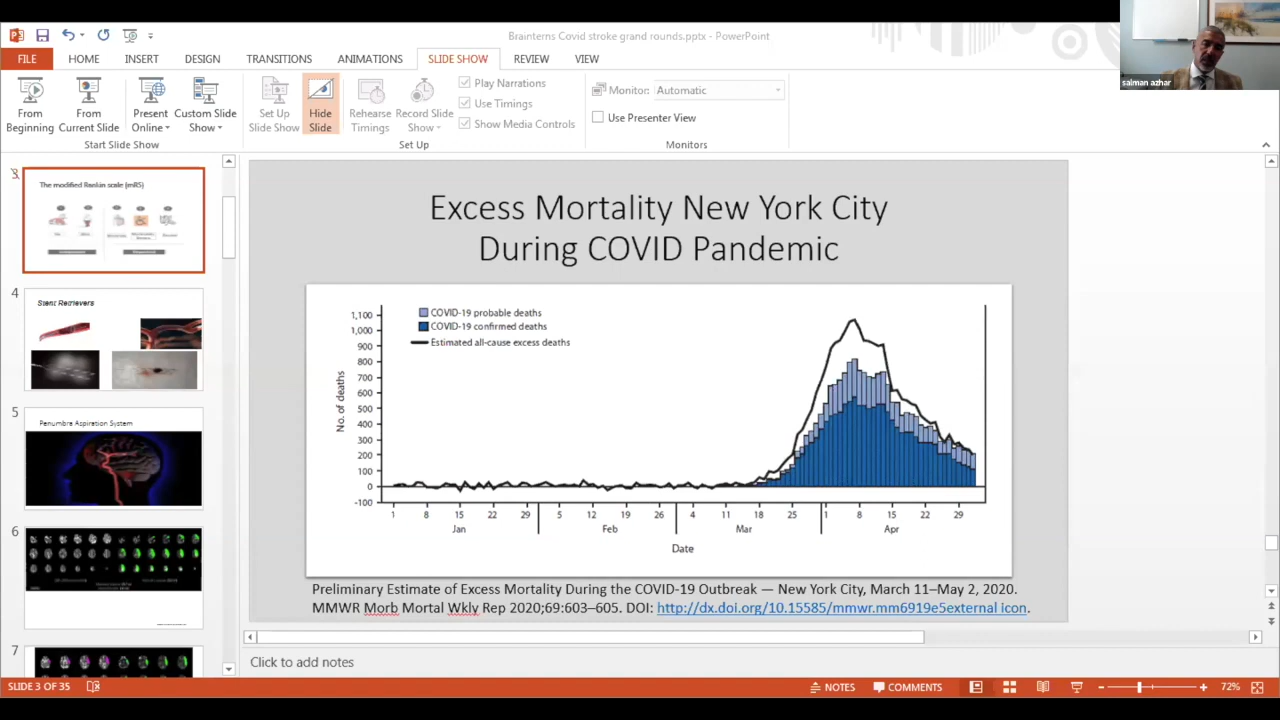 Brainterns Covid stroke grand rounds.pptx - PowerPoint
FILE HOME INSERT DESIGN TRANSITIONS ANIMATIONS SLIDE SHOW REVIEW VIEW
salman azhar
From Beginning
From Current Slide
Present Online
Custom Slide Show
Set Up Slide Show
Hide Slide
Rehearse Timings
Record Slide Show
Play Narrations
Use Timings
Show Media Controls
Monitor: Automatic
Use Presenter View
Start Slide Show
Set Up
Monitors
3
The modified Rankin scale (mRS)
4
Stent Retrievers
5
Penumbra Aspiration System
6
7
Excess Mortality New York City
During COVID Pandemic
COVID-19 probable deaths
COVID-19 confirmed deaths
Estimated all-cause excess deaths
No. of deaths
1,100
1,000
900
800
700
600
500
400
300
200
100
0
-100
1 8 15 22 29 5 12 19 26 4 11 18 25 1 8 15 22 29
Jan Feb Mar Apr
Date
Preliminary Estimate of Excess Mortality During the COVID-19 Outbreak — New York City, March 11–May 2, 2020.
MMWR Morb Mortal Wkly Rep 2020;69:603–605. DOI: http://dx.doi.org/10.15585/mmwr.mm6919e5external icon.
Click to add notes
SLIDE 3 OF 35
NOTES COMMENTS
72%